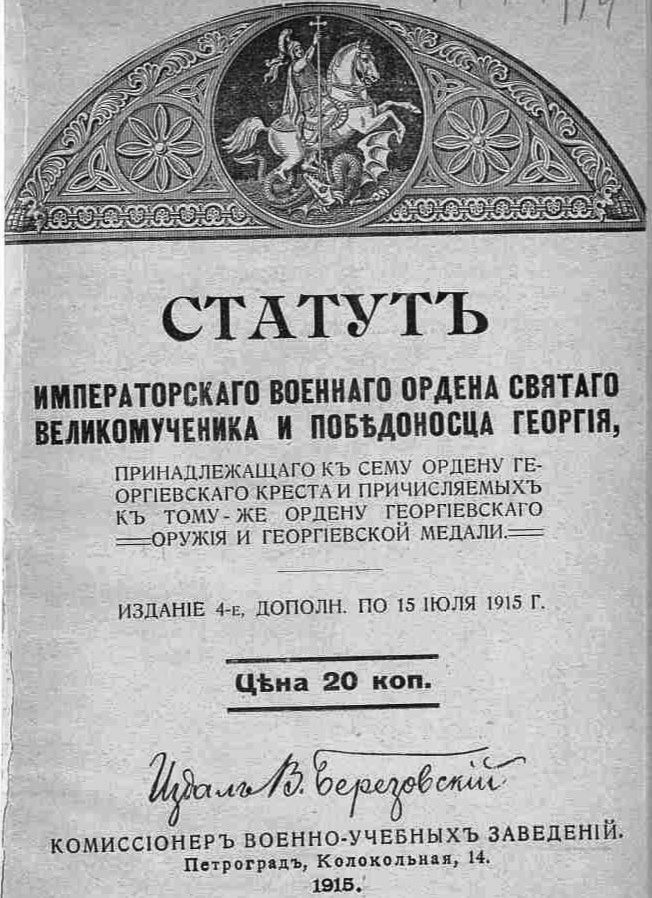 СТАТУТЪ
ИМПЕРАТОРСКАГО ВОЕННАГО ОРДЕНА СВЯТАГО
ВЕЛИКОМУЧЕНИКА И ПОБѢДОНОСЦА ГЕОРГІЯ,
ПРИНАДЛЕЖАЩАГО КЪ СЕМУ ОРДЕНУ ГЕ-
ОРГІЕВСКАГО КРЕСТА И ПРИЧИСЛЯЕМЫХЪ
КЪ ТОМУ-ЖЕ ОРДЕНУ ГЕОРГІЕВСКАГО
ОРУЖІЯ И ГЕОРГІЕВСКОЙ МЕДАЛИ.
ИЗДАНІЕ 4-Е, ДОПОЛН. ПО 15 ІЮЛЯ 1915 Г.
Цѣна 20 коп.
Издалъ В. Березовскій
КОМИССІОНЕРЪ ВОЕННО-УЧЕБНЫХЪ ЗАВЕДЕНІЙ.
Петроградъ, Колокольная, 14.
1915.